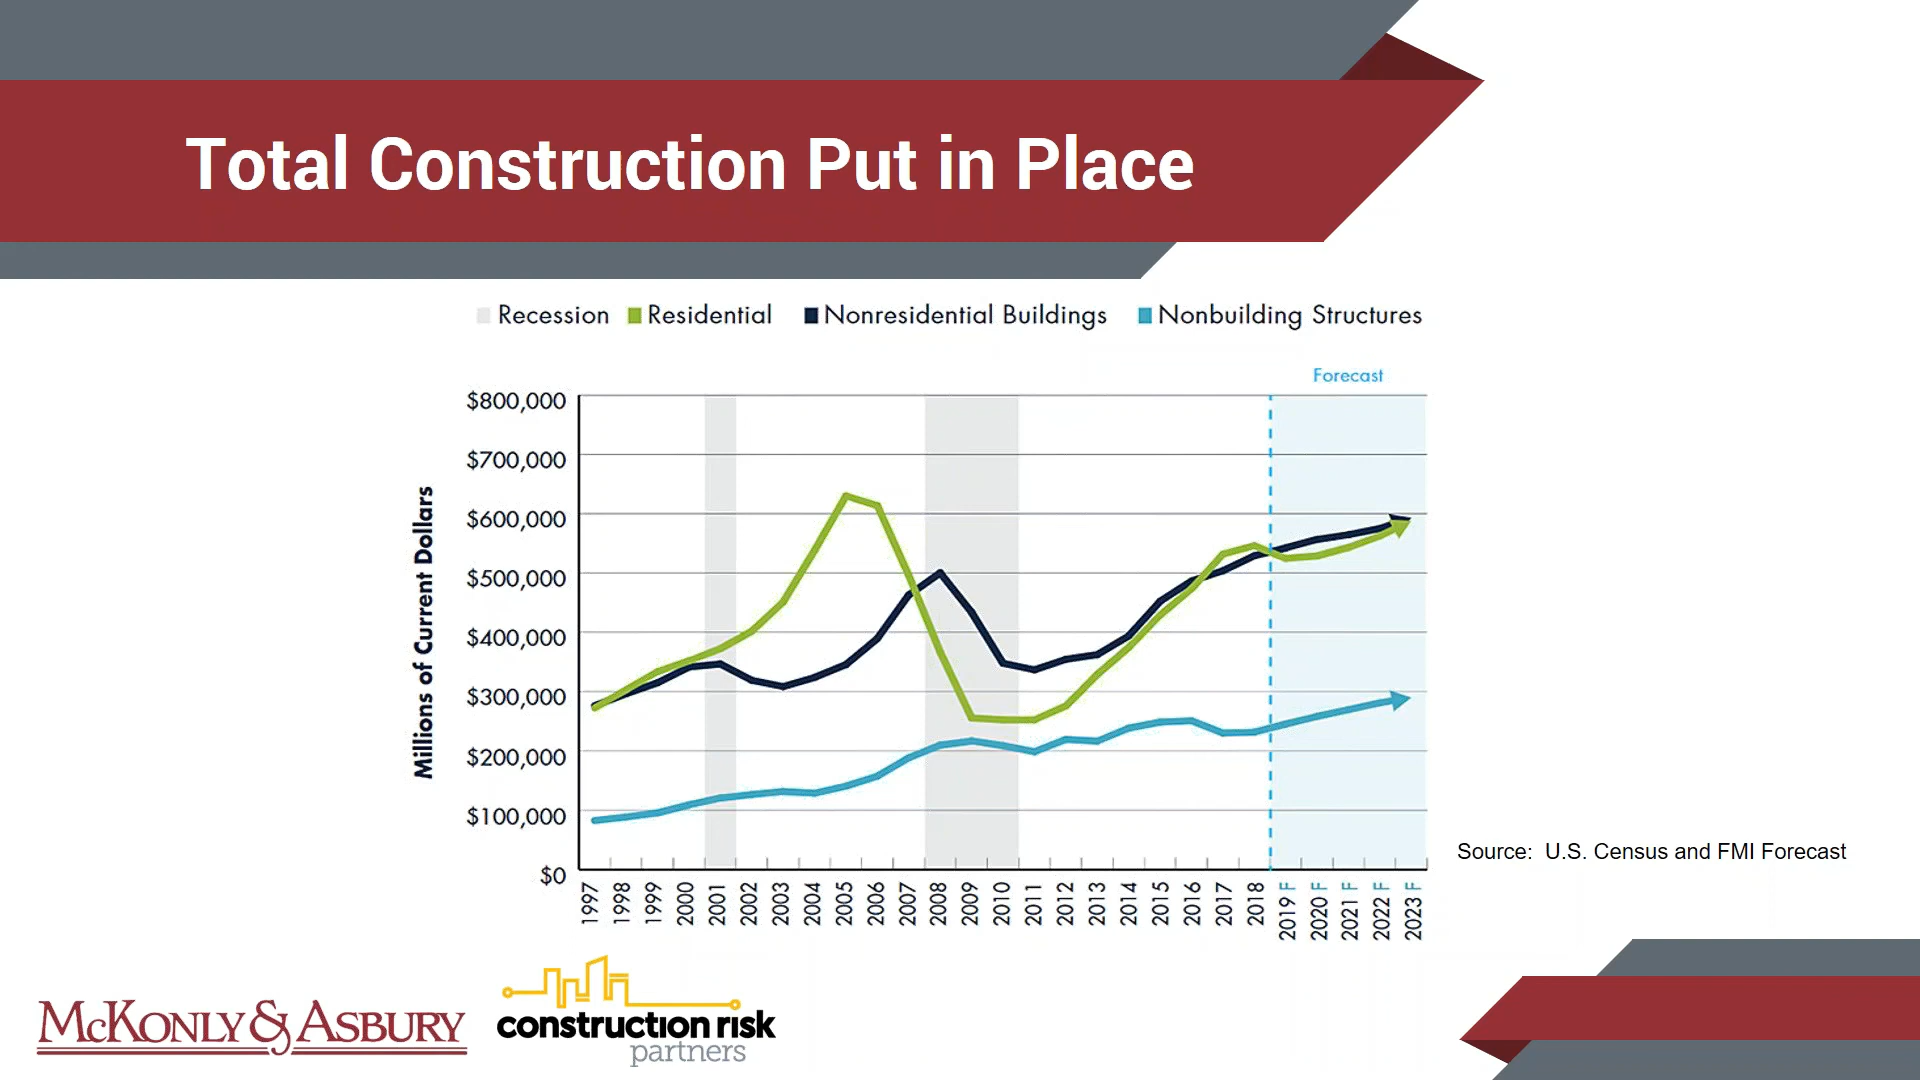 Total Construction Put in Place
Recession Residential Nonresidential Buildings Nonbuilding Structures
Forecast
Millions of Current Dollars
$800,000
$700,000
$600,000
$500,000
$400,000
$300,000
$200,000
$100,000
$0
1997 1998 1999 2000 2001 2002 2003 2004 2005 2006 2007 2008 2009 2010 2011 2012 2013 2014 2015 2016 2017 2018 2019 F 2020 F 2021 F 2022 F 2023 F
Source: U.S. Census and FMI Forecast
McKonly & Asbury
construction risk
partners